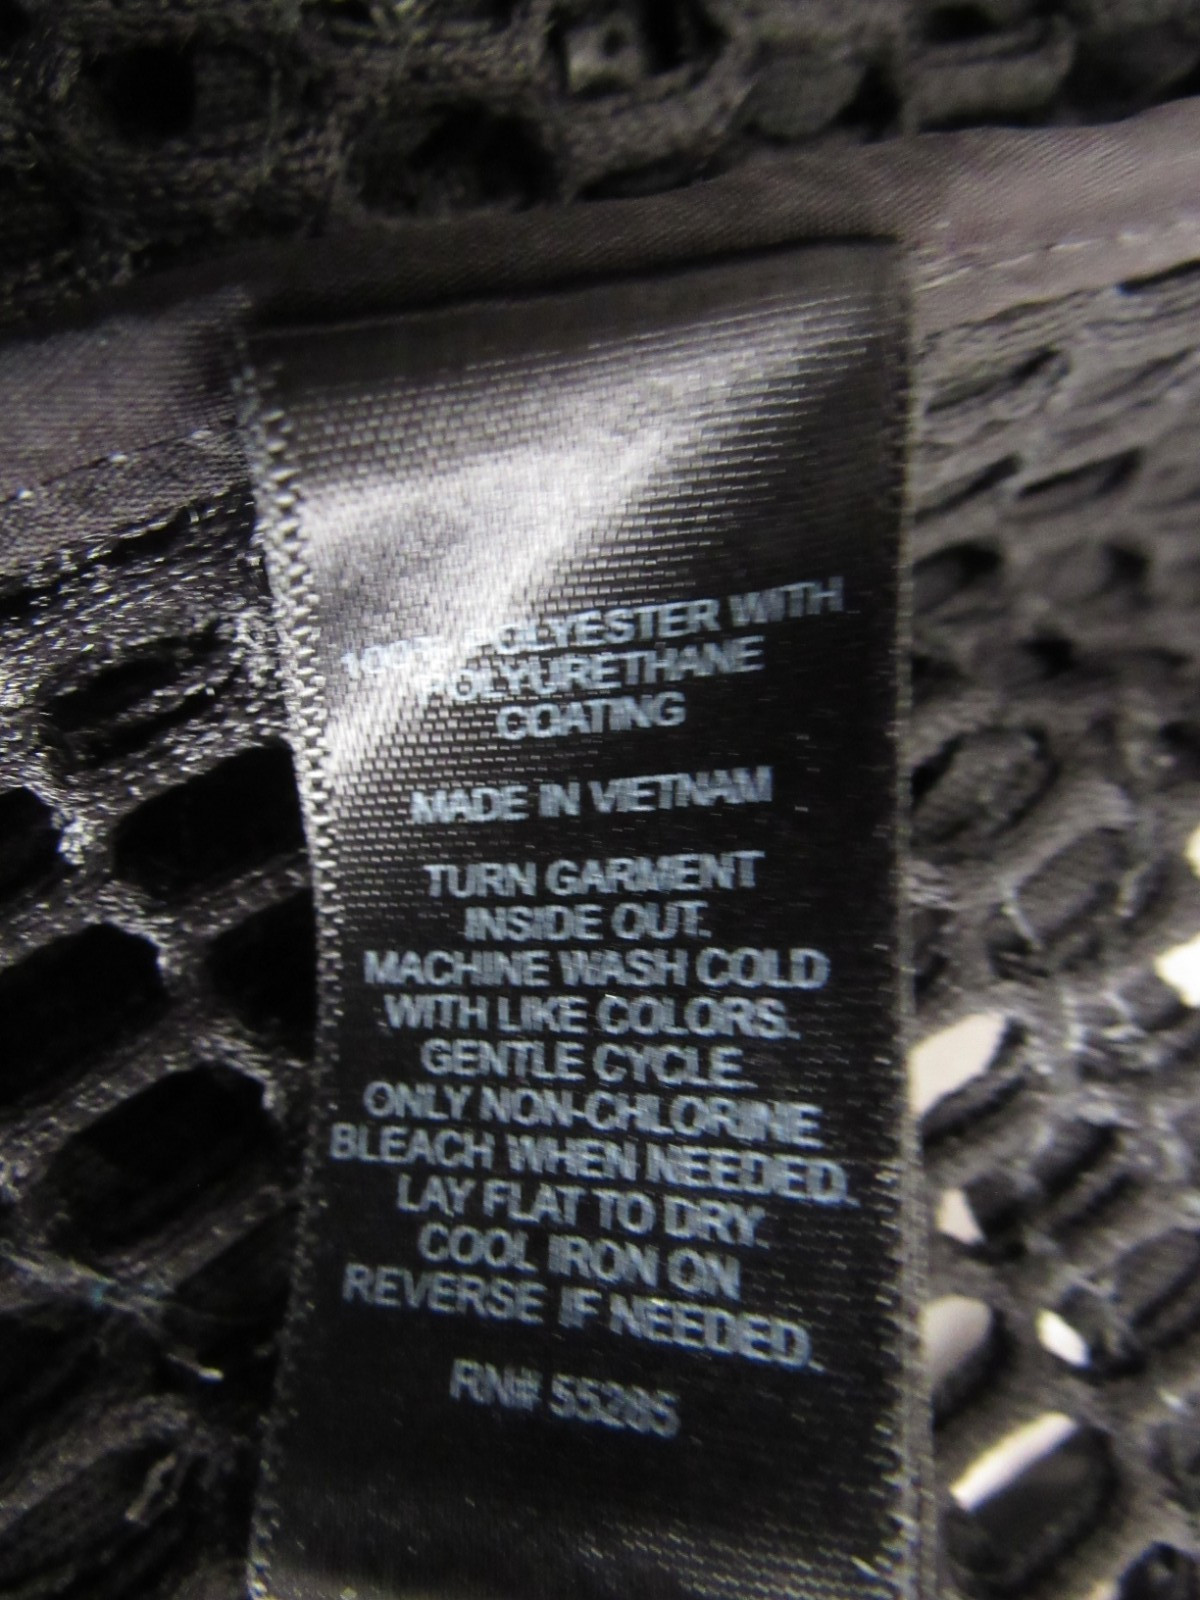 100% POLYESTER WITH
POLYURETHANE
COATING
MADE IN VIETNAM
TURN GARMENT
INSIDE OUT.
MACHINE WASH COLD
WITH LIKE COLORS.
GENTLE CYCLE.
ONLY NON-CHLORINE
BLEACH WHEN NEEDED.
LAY FLAT TO DRY.
COOL IRON ON
REVERSE IF NEEDED.
RN# 55285